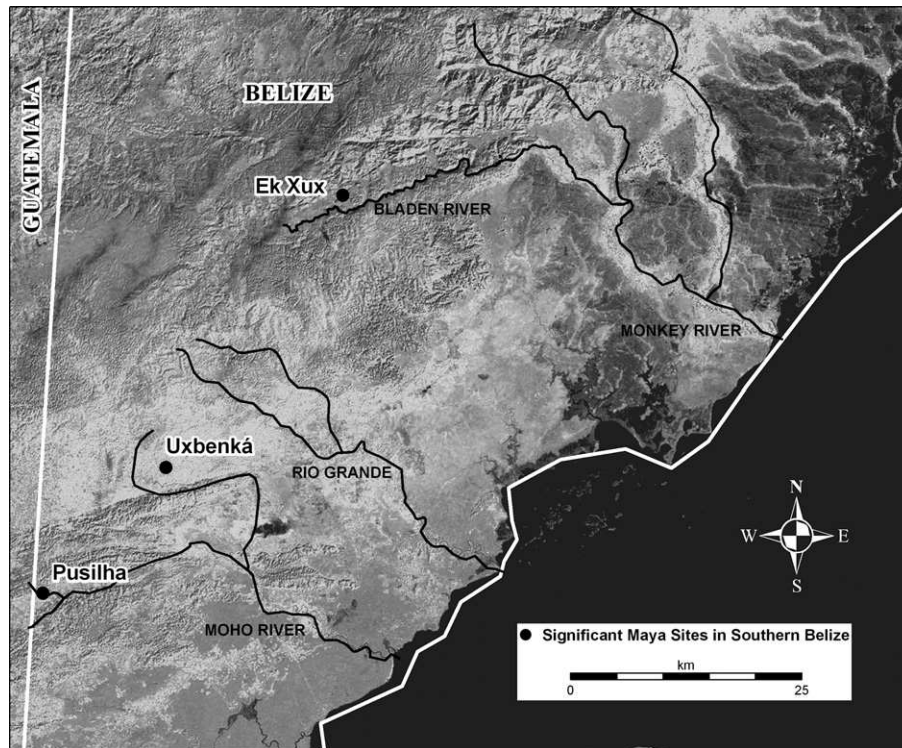 GUATEMALA
BELIZE
Ek Xux
BLADEN RIVER
MONKEY RIVER
Uxbenká
RIO GRANDE
Pusilha
MOHO RIVER
N
W E
S
Significant Maya Sites in Southern Belize
km
0 25